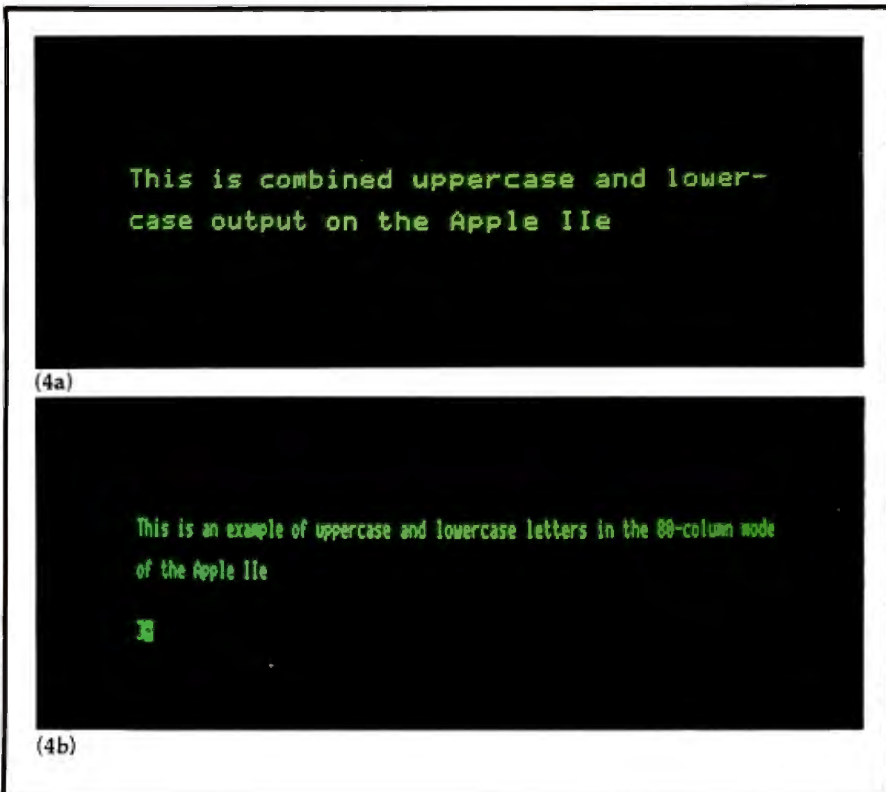 This is combined uppercase and lower-
case output on the Apple IIe
(4a)
This is an example of uppercase and lowercase letters in the 80-column mode
of the Apple IIe
]
(4b)